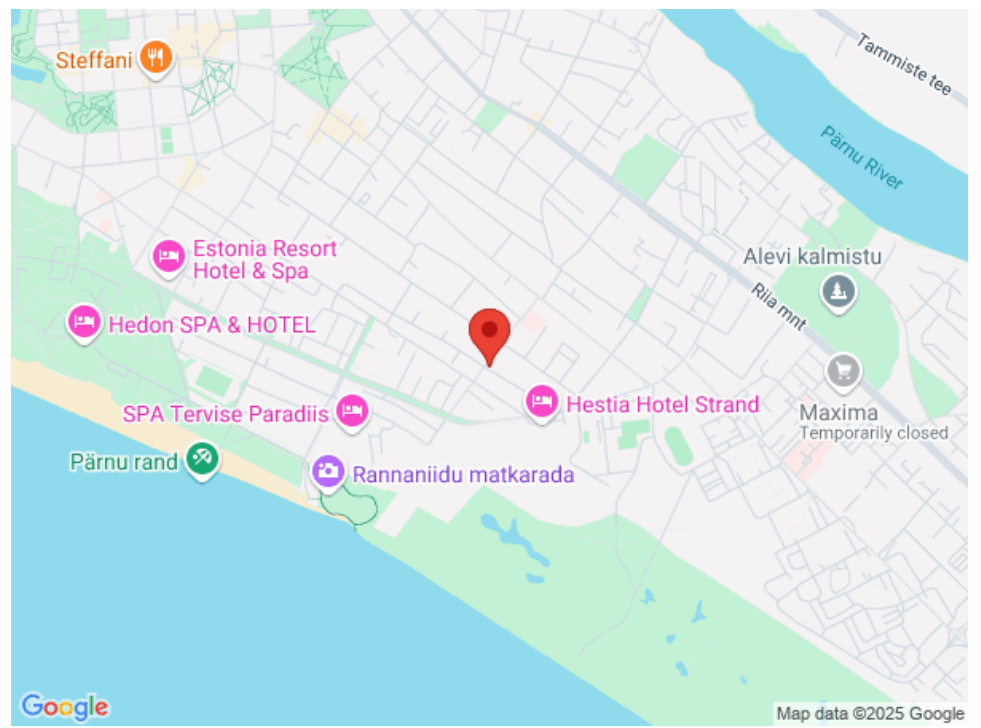 Steffani
Tammiste tee
Pärnu River
Estonia Resort
Hotel & Spa
Alevi kalmistu
Riia mnt
Hedon SPA & HOTEL
SPA Tervise Paradiis
Hestia Hotel Strand
Maxima
Temporarily closed
Pärnu rand
Rannaniidu matkarada
Google
Map data ©2025 Google